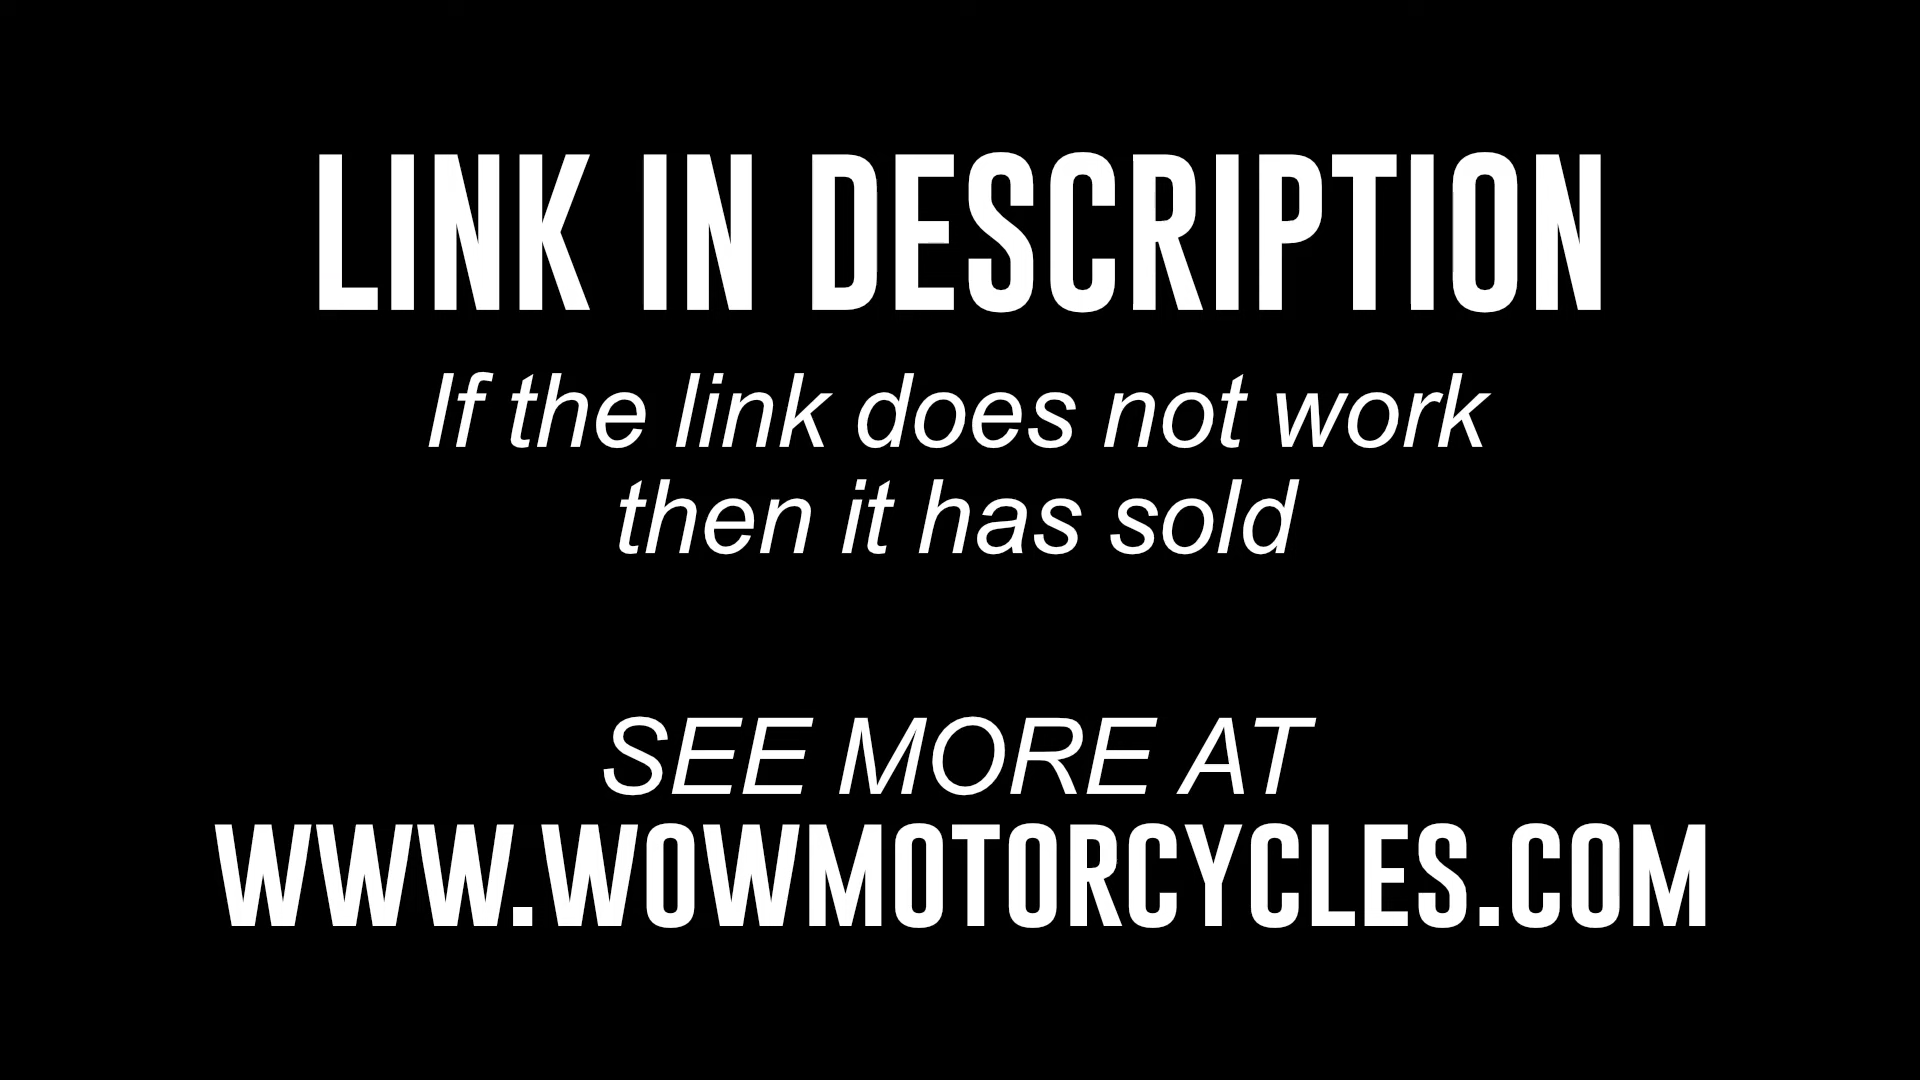 LINK IN DESCRIPTION
If the link does not work
then it has sold
SEE MORE AT
WWW.WOWMOTORCYCLES.COM